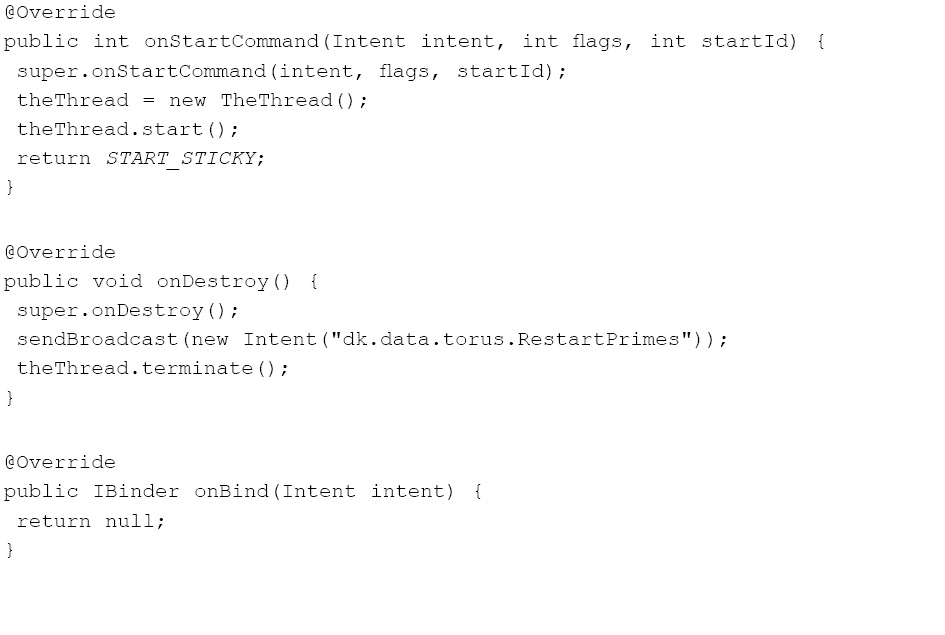 @Override
public int onStartCommand(Intent intent, int flags, int startId) {
super.onStartCommand(intent, flags, startId);
theThread = new TheThread();
theThread.start();
return START_STICKY;
}
@Override
public void onDestroy() {
super.onDestroy();
sendBroadcast(new Intent("dk.data.torus.RestartPrimes"));
theThread.terminate();
}
@Override
public IBinder onBind(Intent intent) {
return null;
}